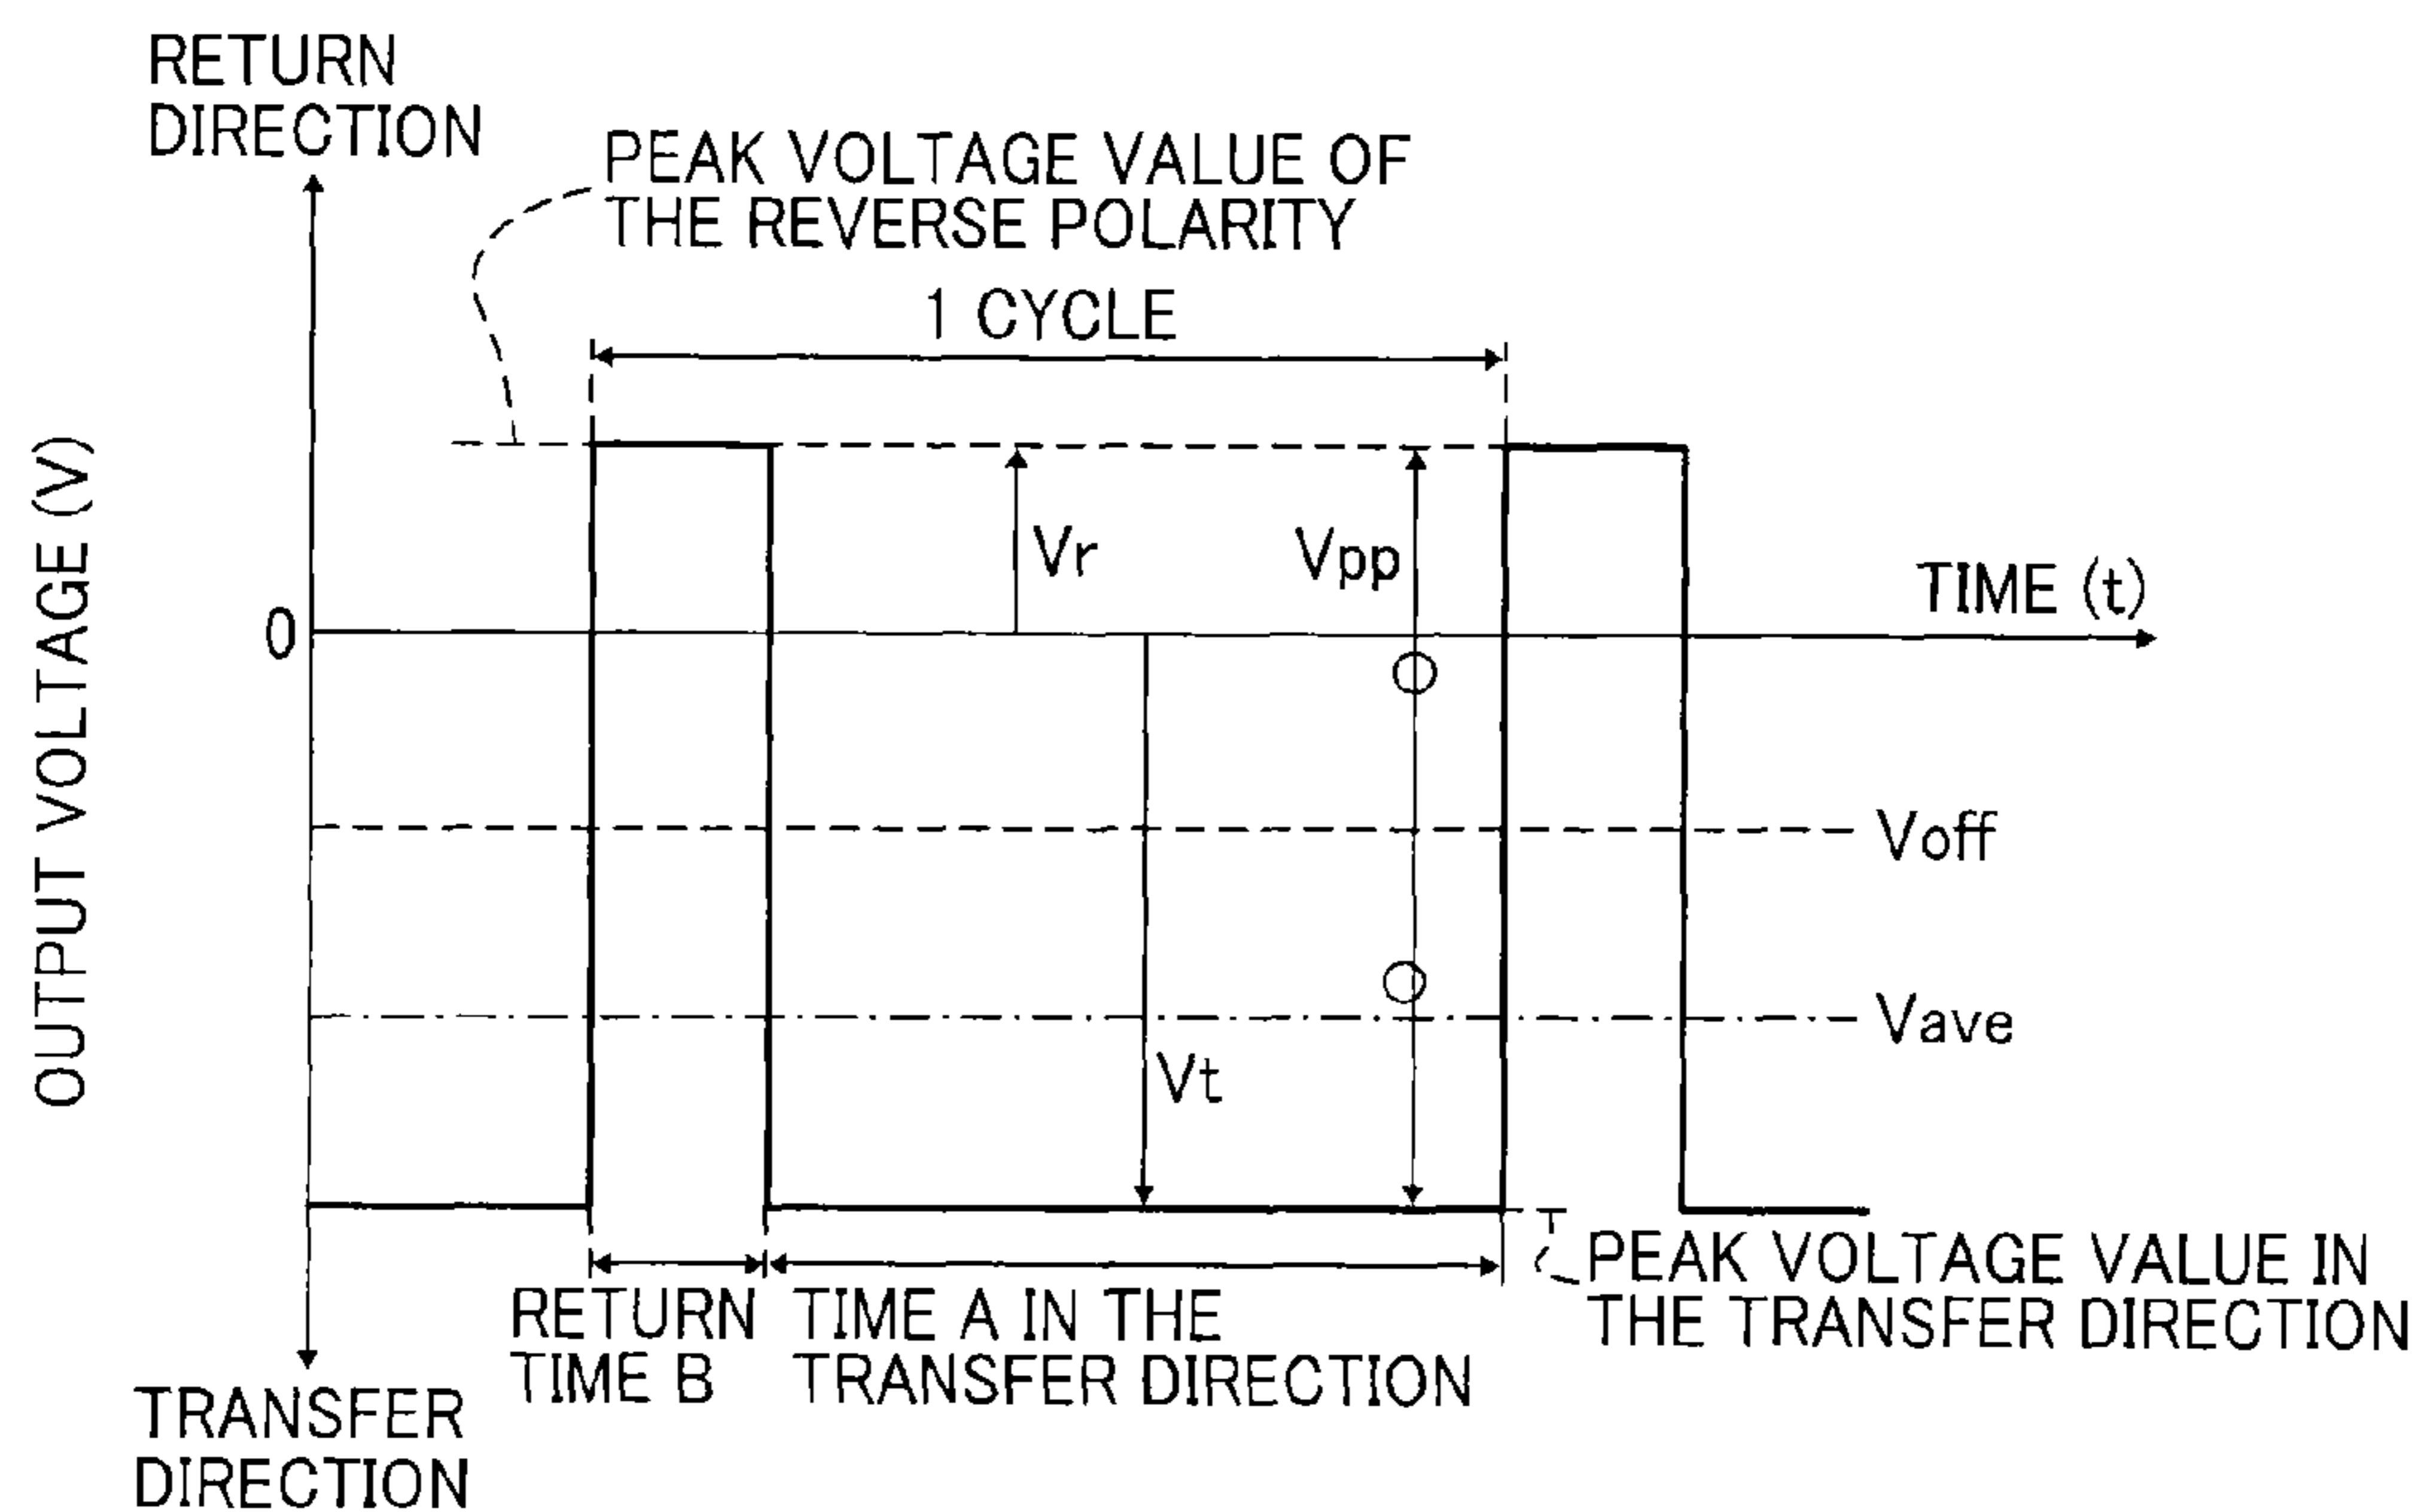 RETURN
DIRECTION
PEAK VOLTAGE VALUE OF
THE REVERSE POLARITY
1 CYCLE
OUTPUT VOLTAGE (V)
Vr
Vpp
TIME (t)
0
Voff
Vave
Vt
PEAK VOLTAGE VALUE IN
THE TRANSFER DIRECTION
RETURN
TIME B
TIME A IN THE
TRANSFER DIRECTION
TRANSFER
DIRECTION